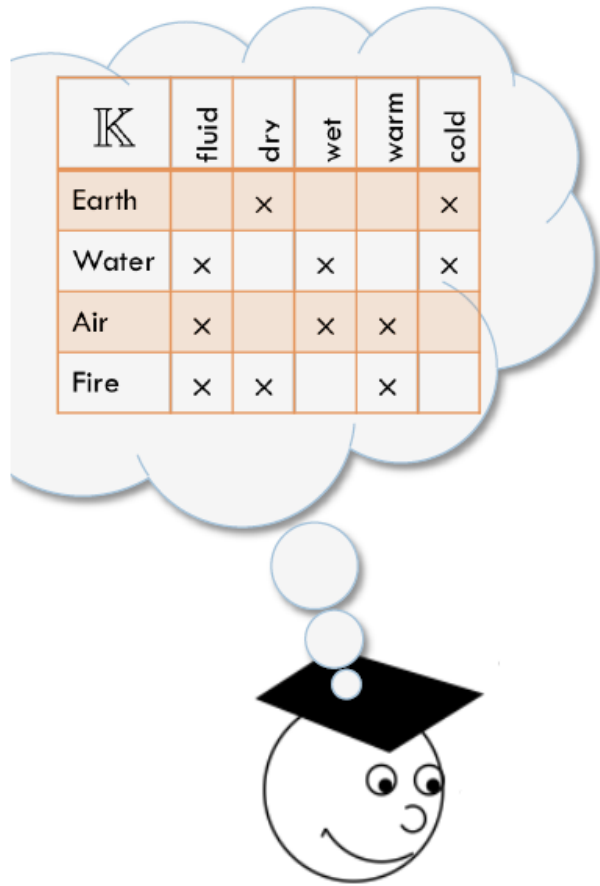 𝕂 fluid dry wet warm cold
Earth × ×
Water × × ×
Air × × ×
Fire × × ×